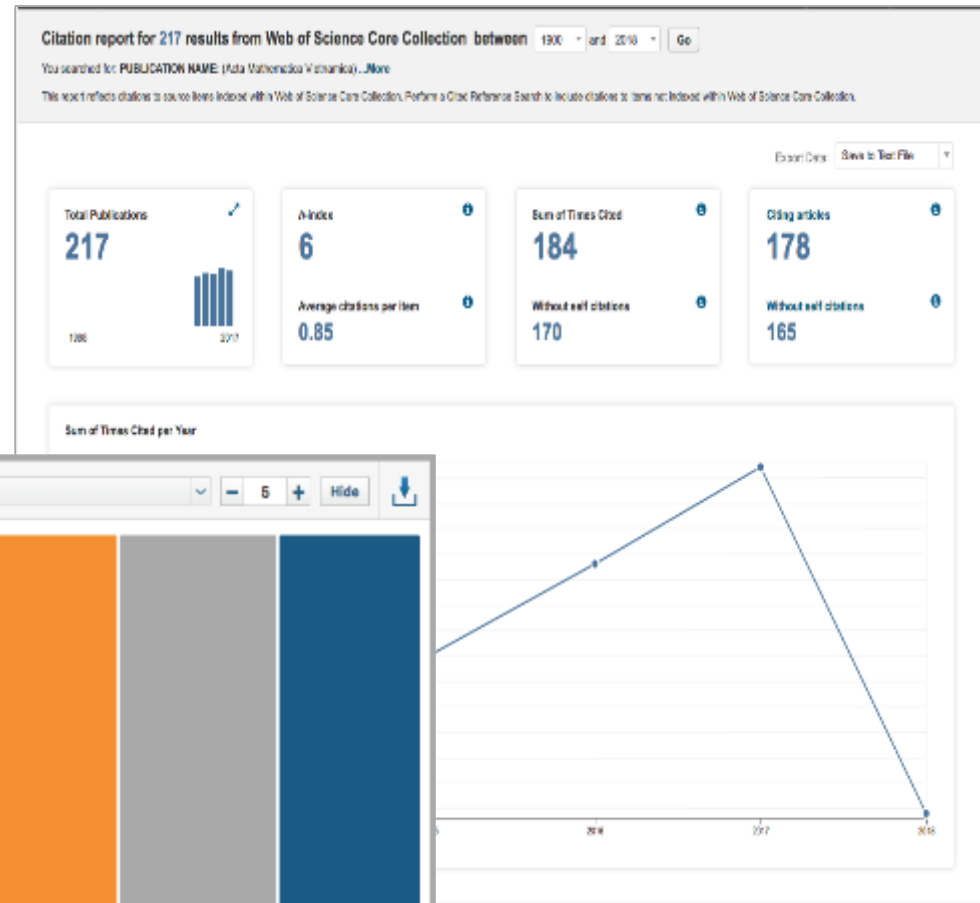 Citation report for 217 results from Web of Science Core Collection between 1900 and 2018 Go
You searched for: PUBLICATION NAME: (Acta Mathematica Vietnamica) ...More
This report reflects citations to source items indexed within Web of Science Core Collection. Perform a Cited Reference Search to include citations to items not indexed within Web of Science Core Collection.
Export Data: Save to Text File
Total Publications
217
2017
h-index
6
Average citations per item
0.85
Sum of Times Cited
184
Without self citations
170
Citing articles
178
Without self citations
165
Sum of Times Cited per Year
5 Hide
2016 2017 2018